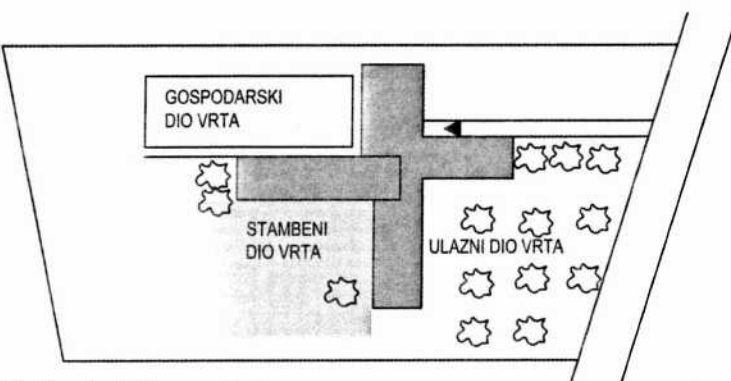 GOSPODARSKI
DIO VRTA
STAMBENI
DIO VRTA
ULAZNI DIO VRTA